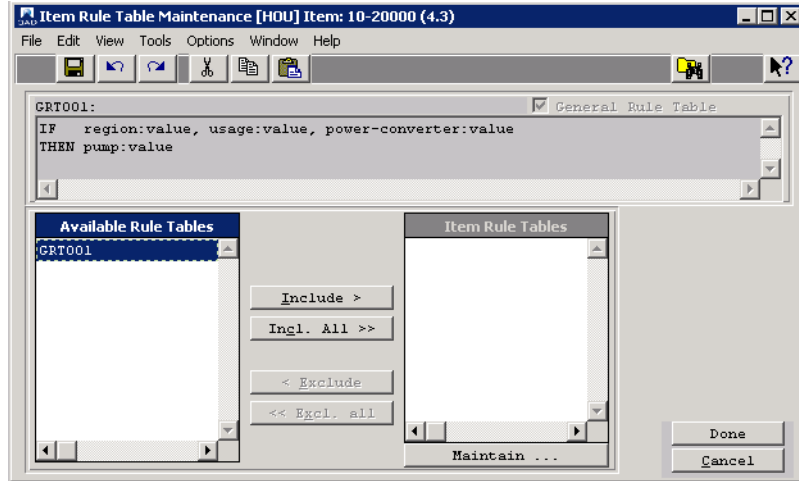 Item Rule Table Maintenance [HOU] Item: 10-20000 (4.3)
File Edit View Tools Options Window Help
GRT001:
General Rule Table
IF region:value, usage:value, power-converter:value
THEN pump:value
Available Rule Tables
Item Rule Tables
GRT001
Include >
Incl. All >>
< Exclude
<< Excl. all
Maintain ...
Done
Cancel